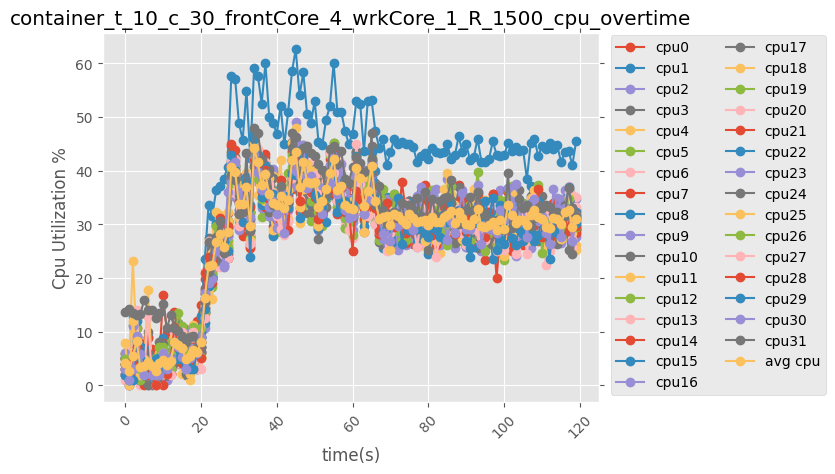 container_t_10_c_30_frontCore_4_wrkCore_1_R_1500_cpu_overtime
60
50
40
30
20
10
0
Cpu Utilization %
0 20 40 60 80 100 120
time(s)
cpu0
cpu1
cpu2
cpu3
cpu4
cpu5
cpu6
cpu7
cpu8
cpu9
cpu10
cpu11
cpu12
cpu13
cpu14
cpu15
cpu16
cpu17
cpu18
cpu19
cpu20
cpu21
cpu22
cpu23
cpu24
cpu25
cpu26
cpu27
cpu28
cpu29
cpu30
cpu31
avg cpu